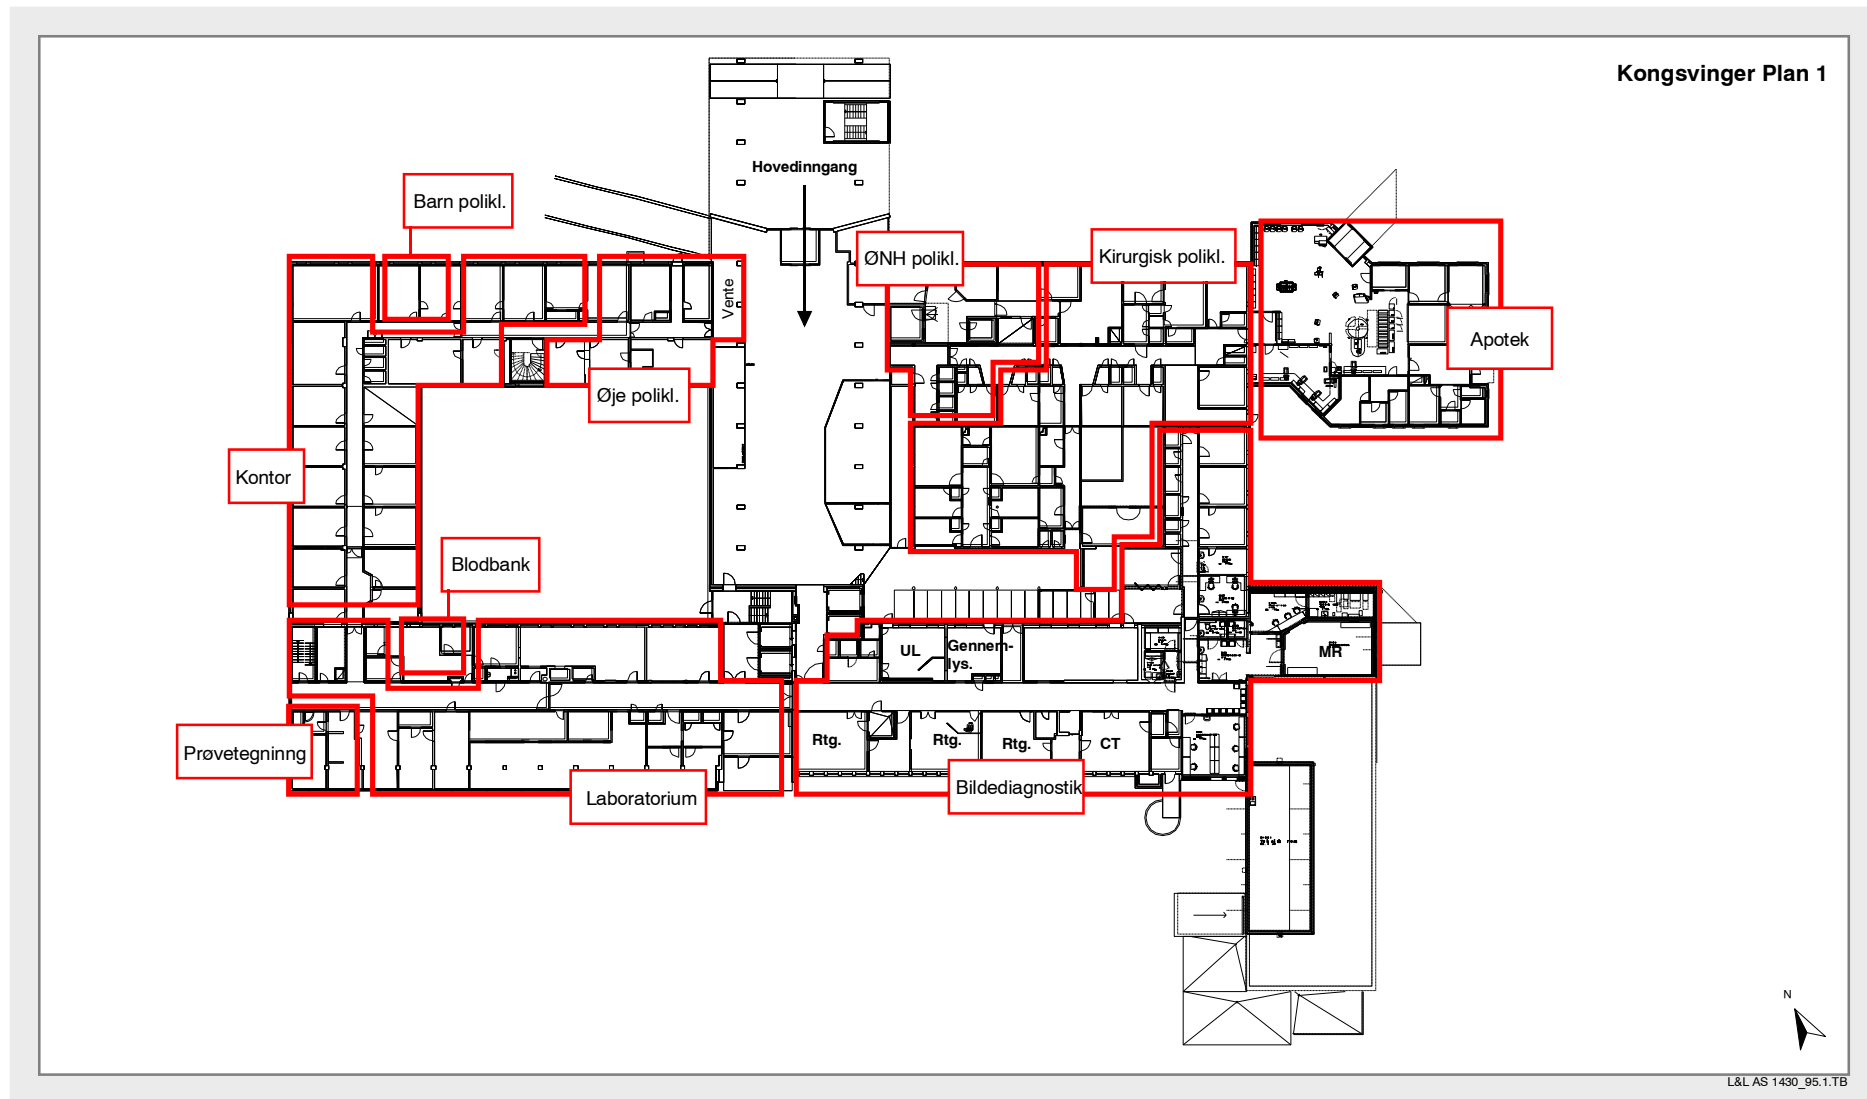 Kongsvinger Plan 1
Hovedinngang
Barn polikl.
ØNH polikl.
Kirurgisk polikl.
Vente
Apotek
Øje polikl.
Kontor
Blodbank
UL
Gennem-
lys.
MR
Prøvetegninng
Rtg.
Rtg.
Rtg.
CT
Laboratorium
Bildediagnostik
N
L&L AS 1430_95.1.TB